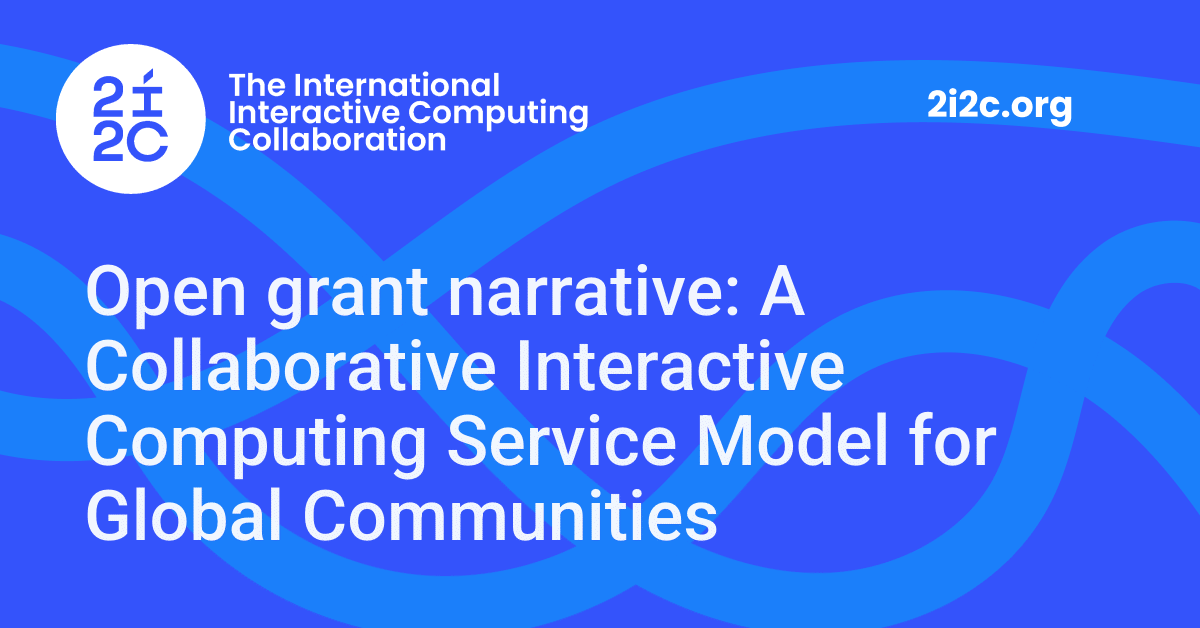 2i
2C
The International
Interactive Computing
Collaboration
2i2c.org
Open grant narrative: A
Collaborative Interactive
Computing Service Model for
Global Communities